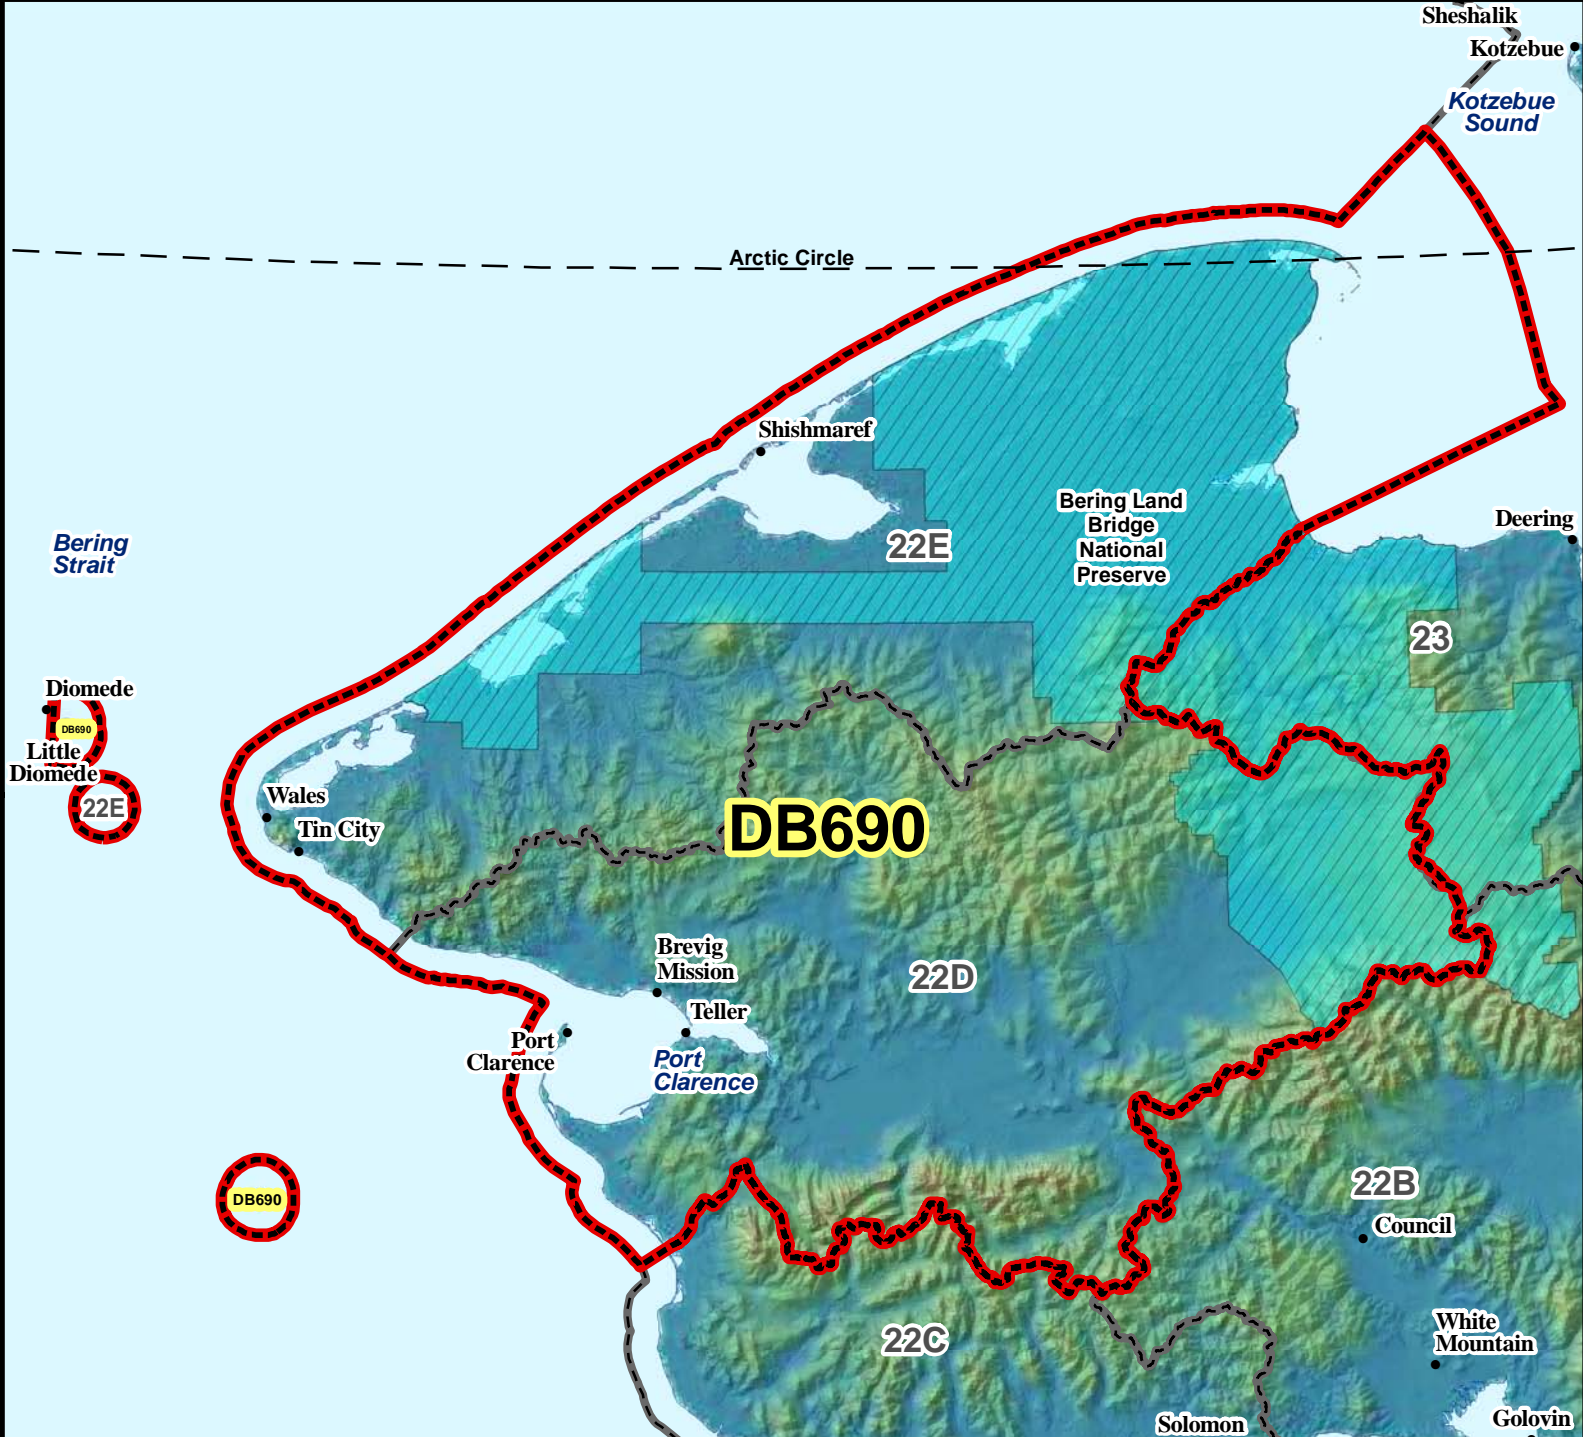 Sheshalik
Kotzebue
Kotzebue
Sound
Arctic Circle
Shishmaref
Bering Land
Bridge
National
Preserve
Deering
22E
Bering
Strait
23
Diomede
DB690
Little
Diomede
22E
Wales
Tin City
DB690
Brevig
Mission
22D
Teller
Port
Clarence
Port
Clarence
DB690
22B
Council
22C
White
Mountain
Solomon
Golovin